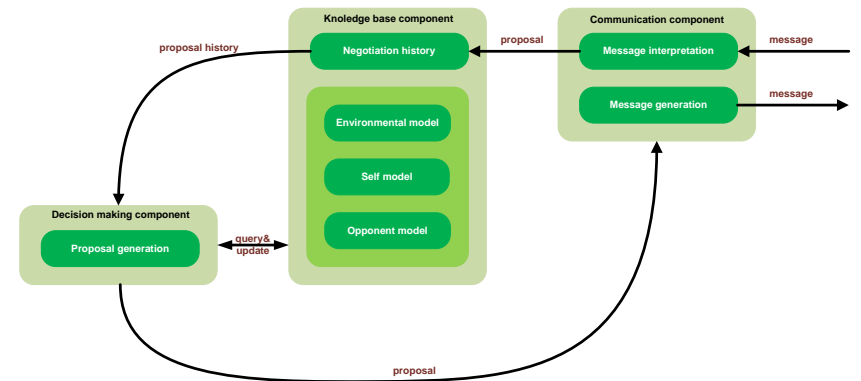 Knoledge base component
Communication component
proposal history
Negotiation history
proposal
Message interpretation
message
Message generation
message
Environmental model
Self model
Opponent model
Decision making component
Proposal generation
query&
update
proposal